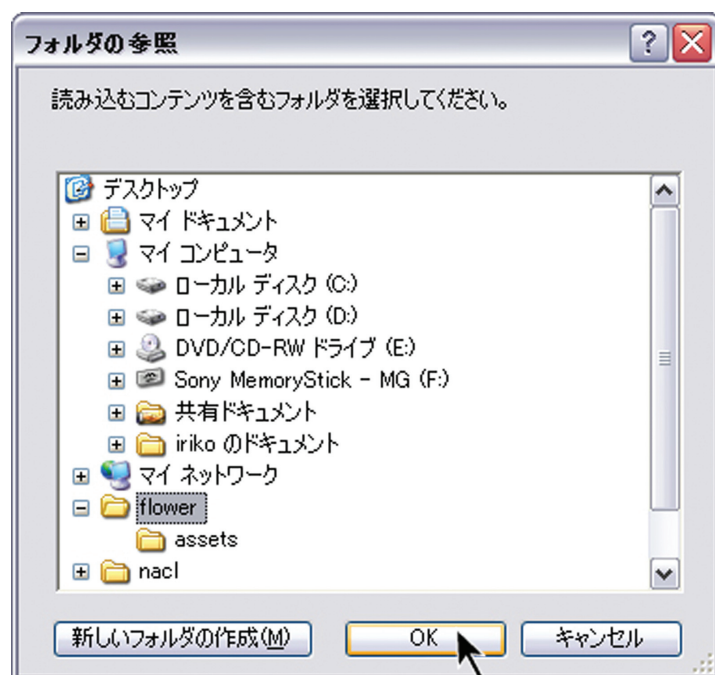 フォルダの参照
読み込むコンテンツを含むフォルダを選択してください。
デスクトップ
マイ ドキュメント
マイ コンピュータ
ローカル ディスク (C:)
ローカル ディスク (D:)
DVD/CD-RW ドライブ (E:)
Sony MemoryStick - MG (F:)
共有ドキュメント
iriko のドキュメント
マイ ネットワーク
flower
assets
nacl
新しいフォルダの作成(M) OK キャンセル